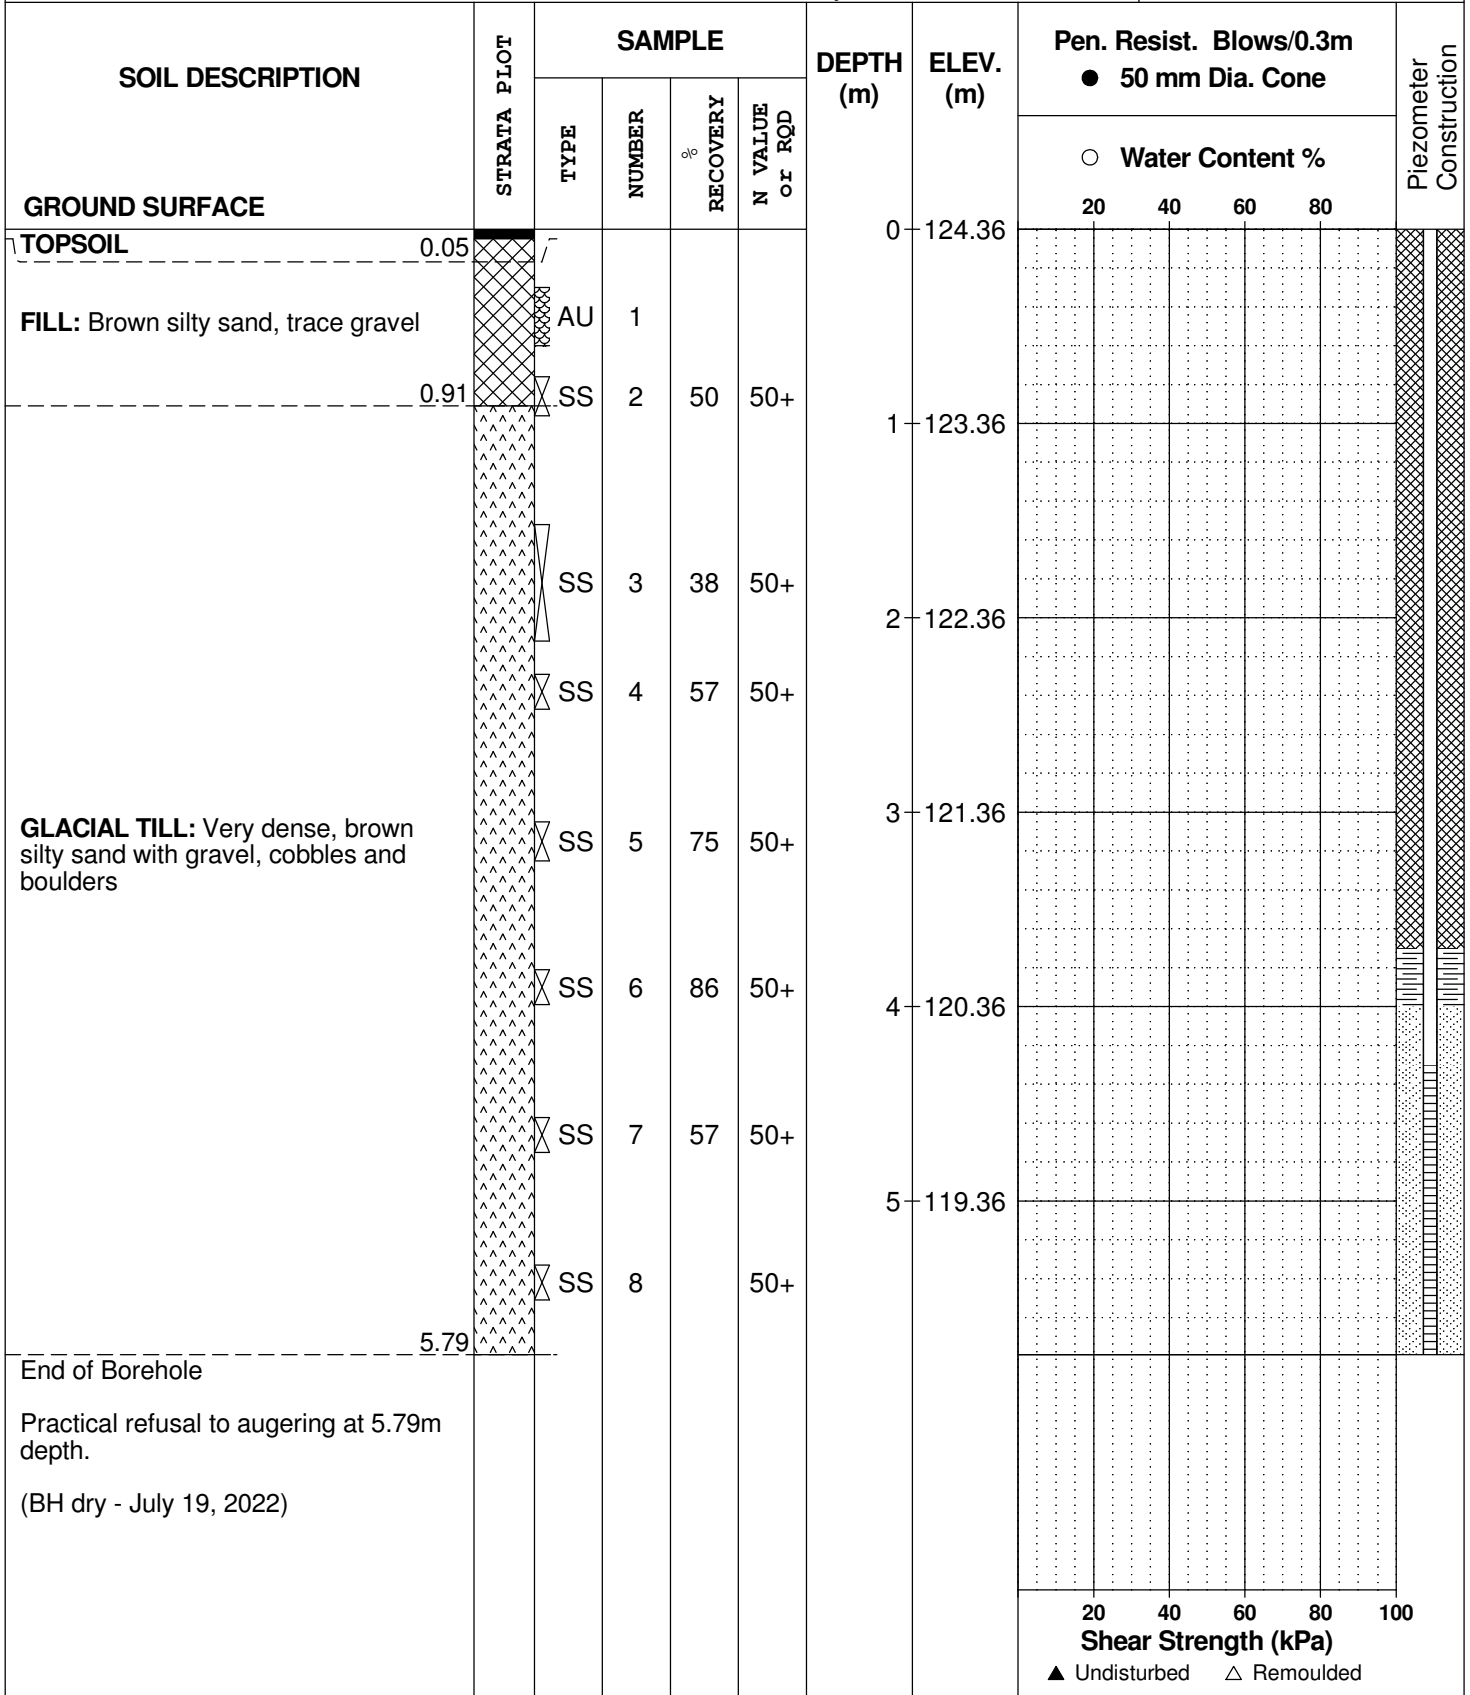 SOIL DESCRIPTION
GROUND SURFACE
STRATA PLOT
SAMPLE
TYPE
NUMBER
%
RECOVERY
N VALUE
or RQD
DEPTH
(m)
ELEV.
(m)
Pen. Resist. Blows/0.3m
● 50 mm Dia. Cone
○ Water Content %
20 40 60 80
Piezometer
Construction
0 124.36
TOPSOIL 0.05
FILL: Brown silty sand, trace gravel
AU 1
0.91
SS 2 50 50+
1 123.36
SS 3 38 50+
2 122.36
SS 4 57 50+
3 121.36
GLACIAL TILL: Very dense, brown
silty sand with gravel, cobbles and
boulders
SS 5 75 50+
SS 6 86 50+
4 120.36
SS 7 57 50+
5 119.36
SS 8 50+
5.79
End of Borehole
Practical refusal to augering at 5.79m
depth.
(BH dry - July 19, 2022)
20 40 60 80 100
Shear Strength (kPa)
▲ Undisturbed △ Remoulded